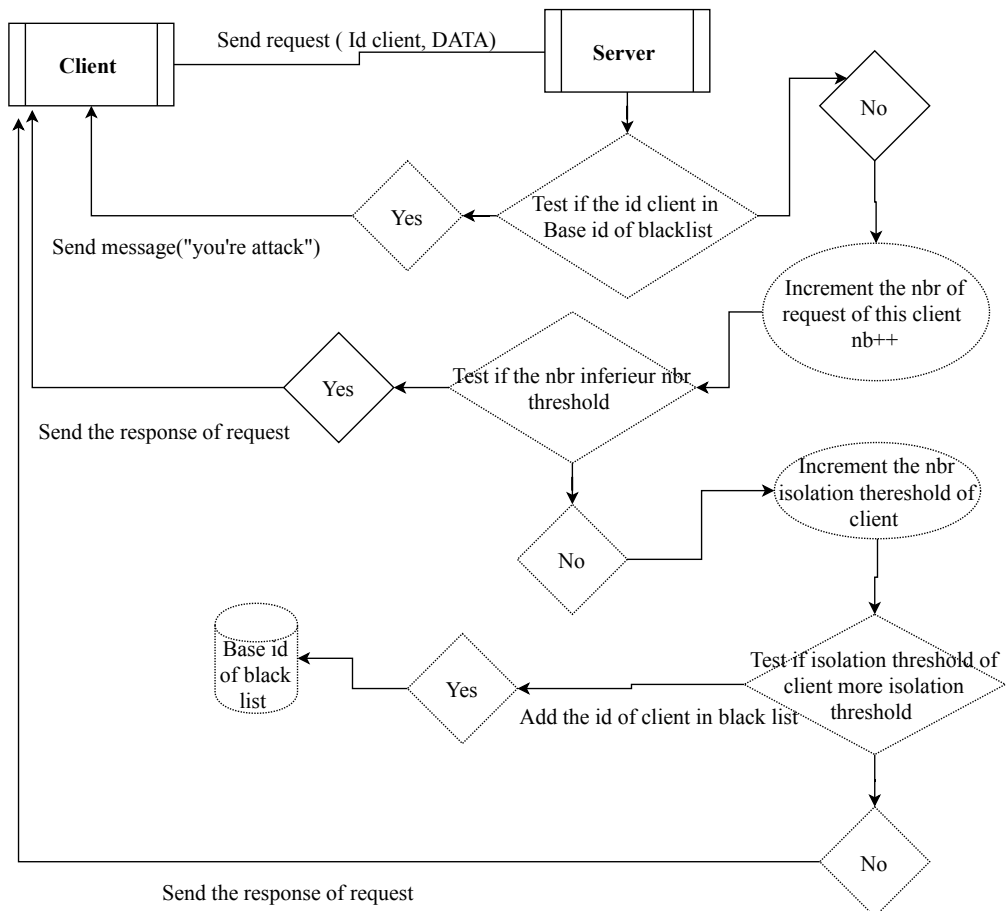 Send request ( Id client, DATA)
Client
Server
No
Yes
Test if the id client in
Base id of blacklist
Send message("you're attack")
Increment the nbr of
request of this client
nb++
Yes
Test if the nbr inferieur nbr
threshold
Send the response of request
Increment the nbr
isolation thereshold of
client
No
Base id
of black
list
Yes
Test if isolation threshold of
client more isolation
threshold
Add the id of client in black list
No
Send the response of request